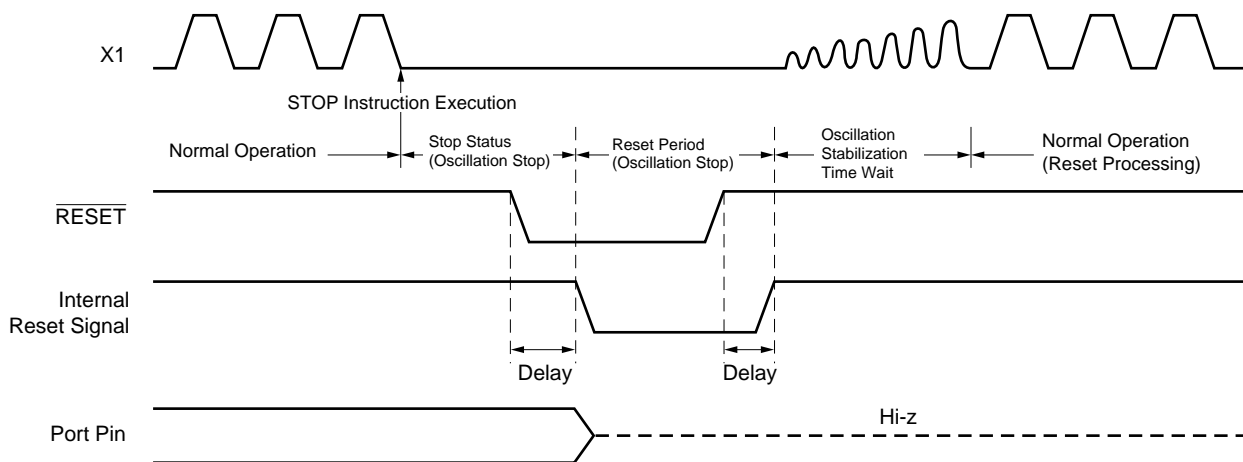 X1
STOP Instruction Execution
Normal Operation
Stop Status
(Oscillation Stop)
Reset Period
(Oscillation Stop)
Oscillation
Stabilization
Time Wait
Normal Operation
(Reset Processing)
RESET
Internal
Reset Signal
Delay
Delay
Port Pin
Hi-z